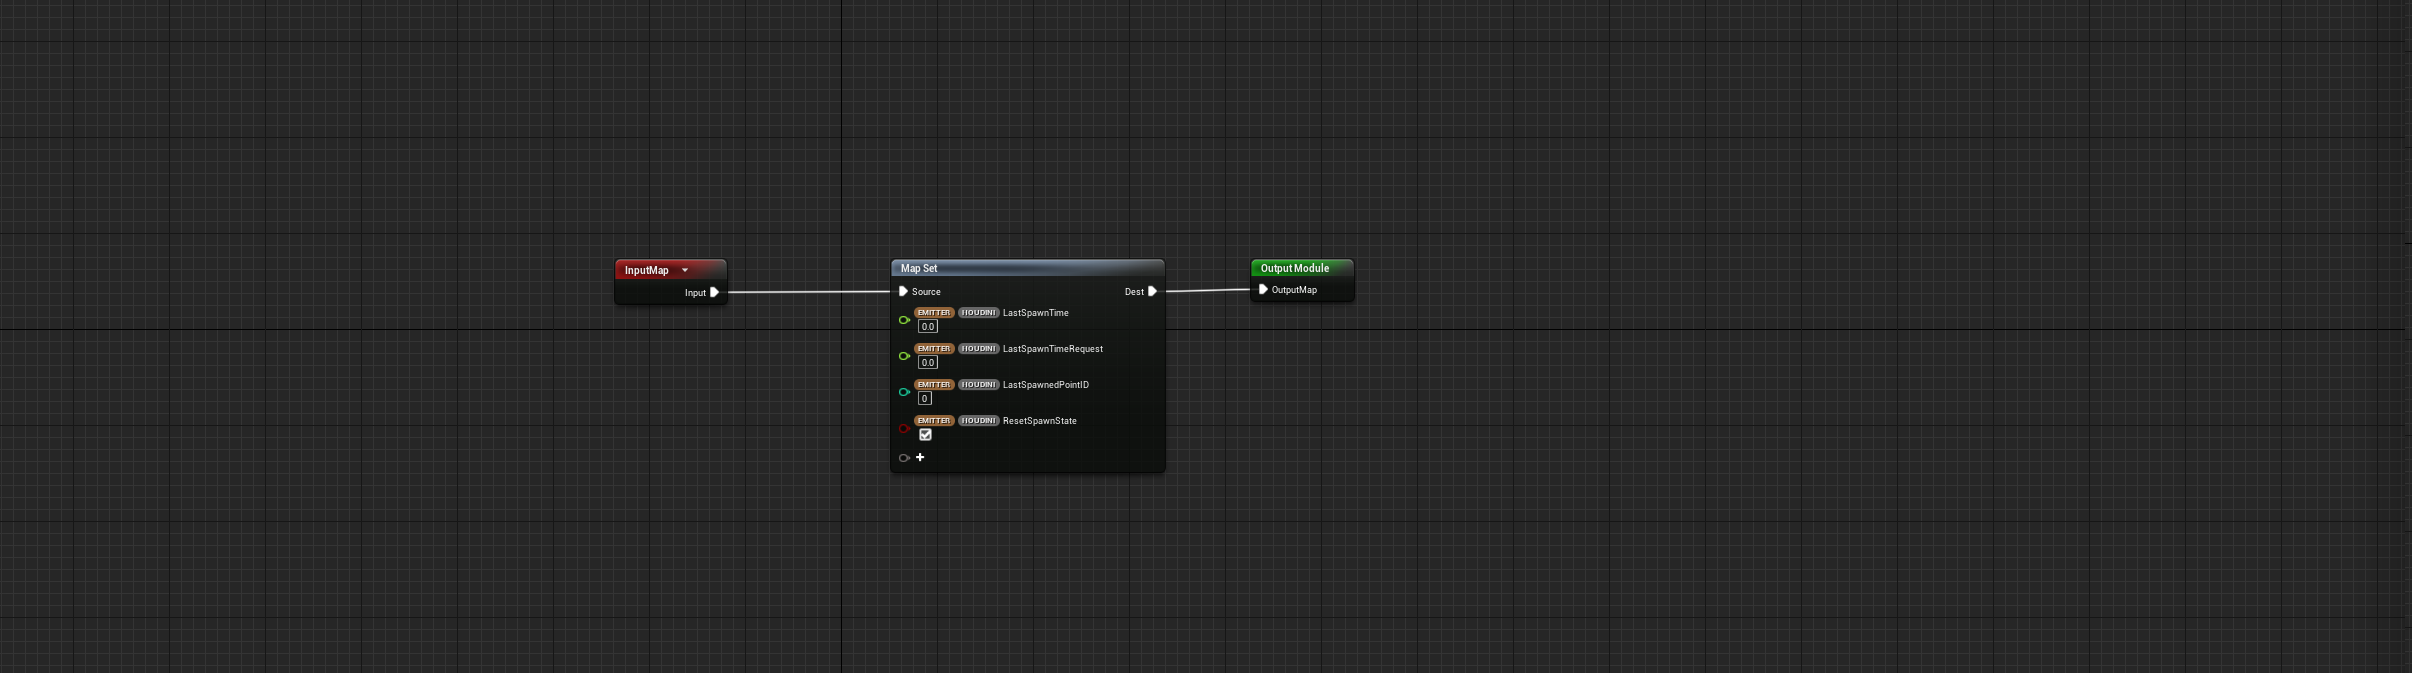 InputMap
Input
Map Set
Source Dest
EMITTER HOUDINI LastSpawnTime
0.0
EMITTER HOUDINI LastSpawnTimeRequest
0.0
EMITTER HOUDINI LastSpawnedPointID
0
EMITTER HOUDINI ResetSpawnState
Output Module
OutputMap